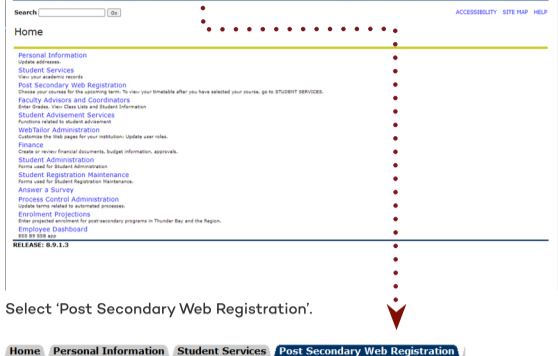 Search Go ACCESSIBILITY SITE MAP HELP
Home
Personal Information
Update addresses.
Student Services
View your academic records
Post Secondary Web Registration
Choose your courses for the upcoming term. To view your timetable after you have selected your course, go to STUDENT SERVICES.
Faculty Advisors and Coordinators
Enter Grades, View Class Lists and Student Information
Student Advisement Services
Functions related to student advisement
WebTailor Administration
Customize the Web pages for your institution; Update user roles.
Finance
Create or review financial documents, budget information, approvals.
Student Administration
Forms used for Student Administration
Student Registration Maintenance
Forms used for Student Registration Maintenance.
Answer a Survey
Process Control Administration
Update terms related to automated processes.
Enrolment Projections
Enter projected enrolment for post-secondary programs in Thunder Bay and the Region.
Employee Dashboard
RELEASE: 8.9.1.3
Select ‘Post Secondary Web Registration’.
Home Personal Information Student Services Post Secondary Web Registration